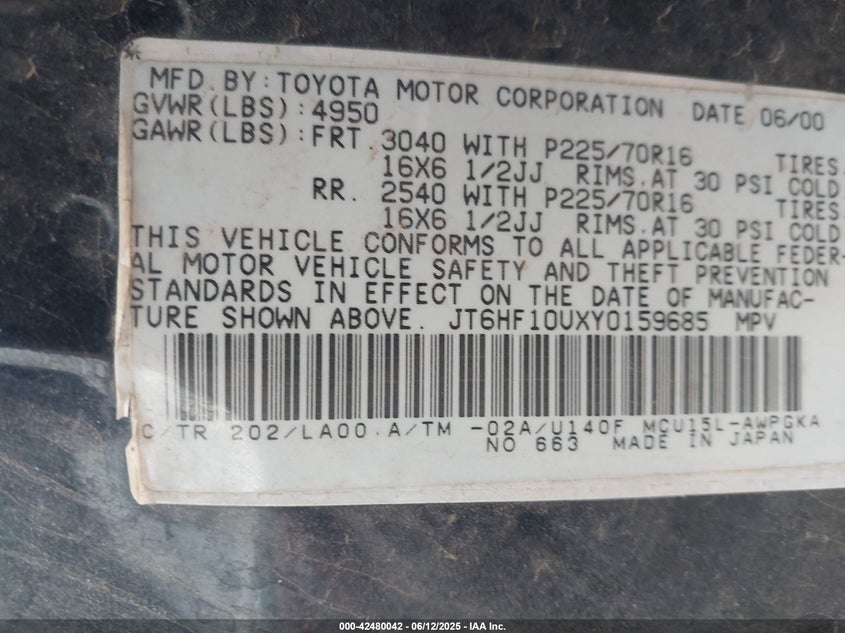 MFD.BY:TOYOTA MOTOR CORPORATION DATE 06/00
GVWR(LBS):4950
GAWR(LBS):FRT.3040 WITH P225/70R16 TIRES.
16X6 1/2JJ RIMS.AT 30 PSI COLD
RR. 2540 WITH P225/70R16 TIRES
16X6 1/2JJ RIMS.AT 30 PSI COLD
THIS VEHICLE CONFORMS TO ALL APPLICABLE FEDER-
AL MOTOR VEHICLE SAFETY AND THEFT PREVENTION
STANDARDS IN EFFECT ON THE DATE OF MANUFAC-
TURE SHOWN ABOVE. JT6HF10UXY0159685 MPV
C/TR 202/LA00.A/TM -02A/U140F MCU15L-AWPGKA
NO 663 MADE IN JAPAN
000-42480042 - 06/12/2025 - IAA Inc.